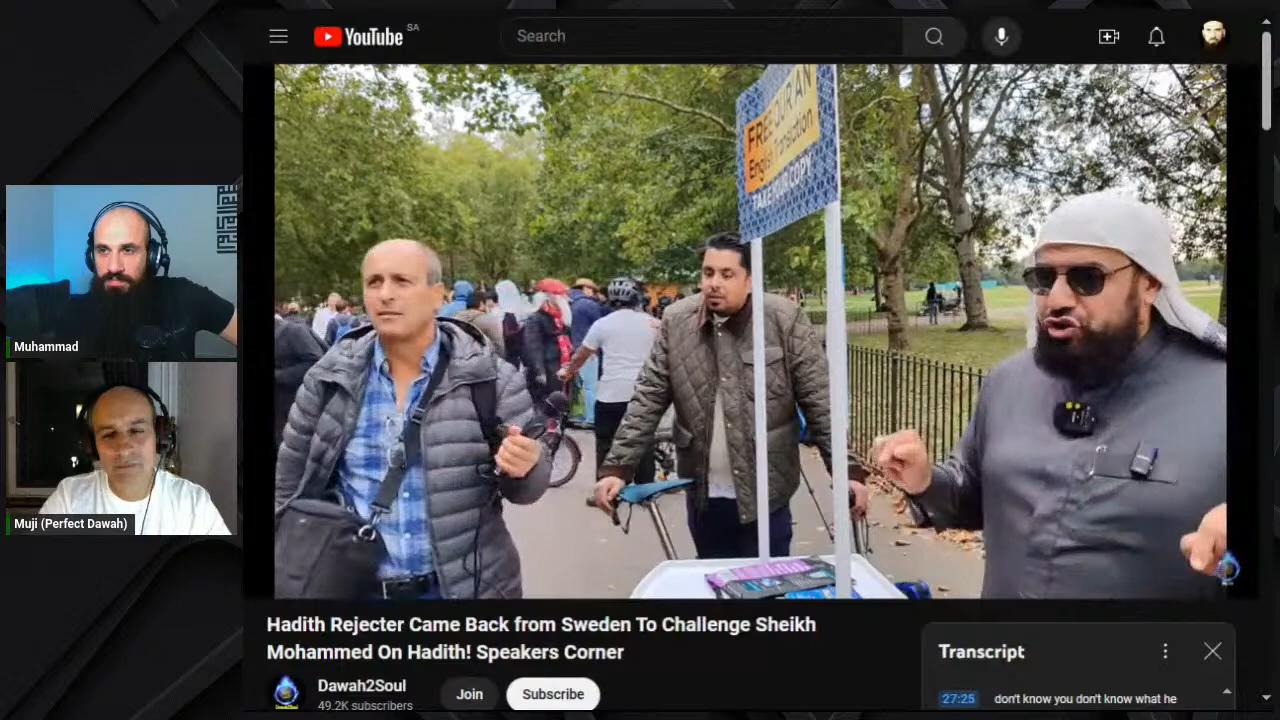 YouTube SA
Search
FREE QUR'AN
English Translation
TAKE YOUR COPY
Muhammad
Muji (Perfect Dawah)
Hadith Rejecter Came Back from Sweden To Challenge Sheikh
Mohammed On Hadith! Speakers Corner
Dawah2Soul
49.2K subscribers
Join
Subscribe
Transcript
27:25 don't know you don't know what he